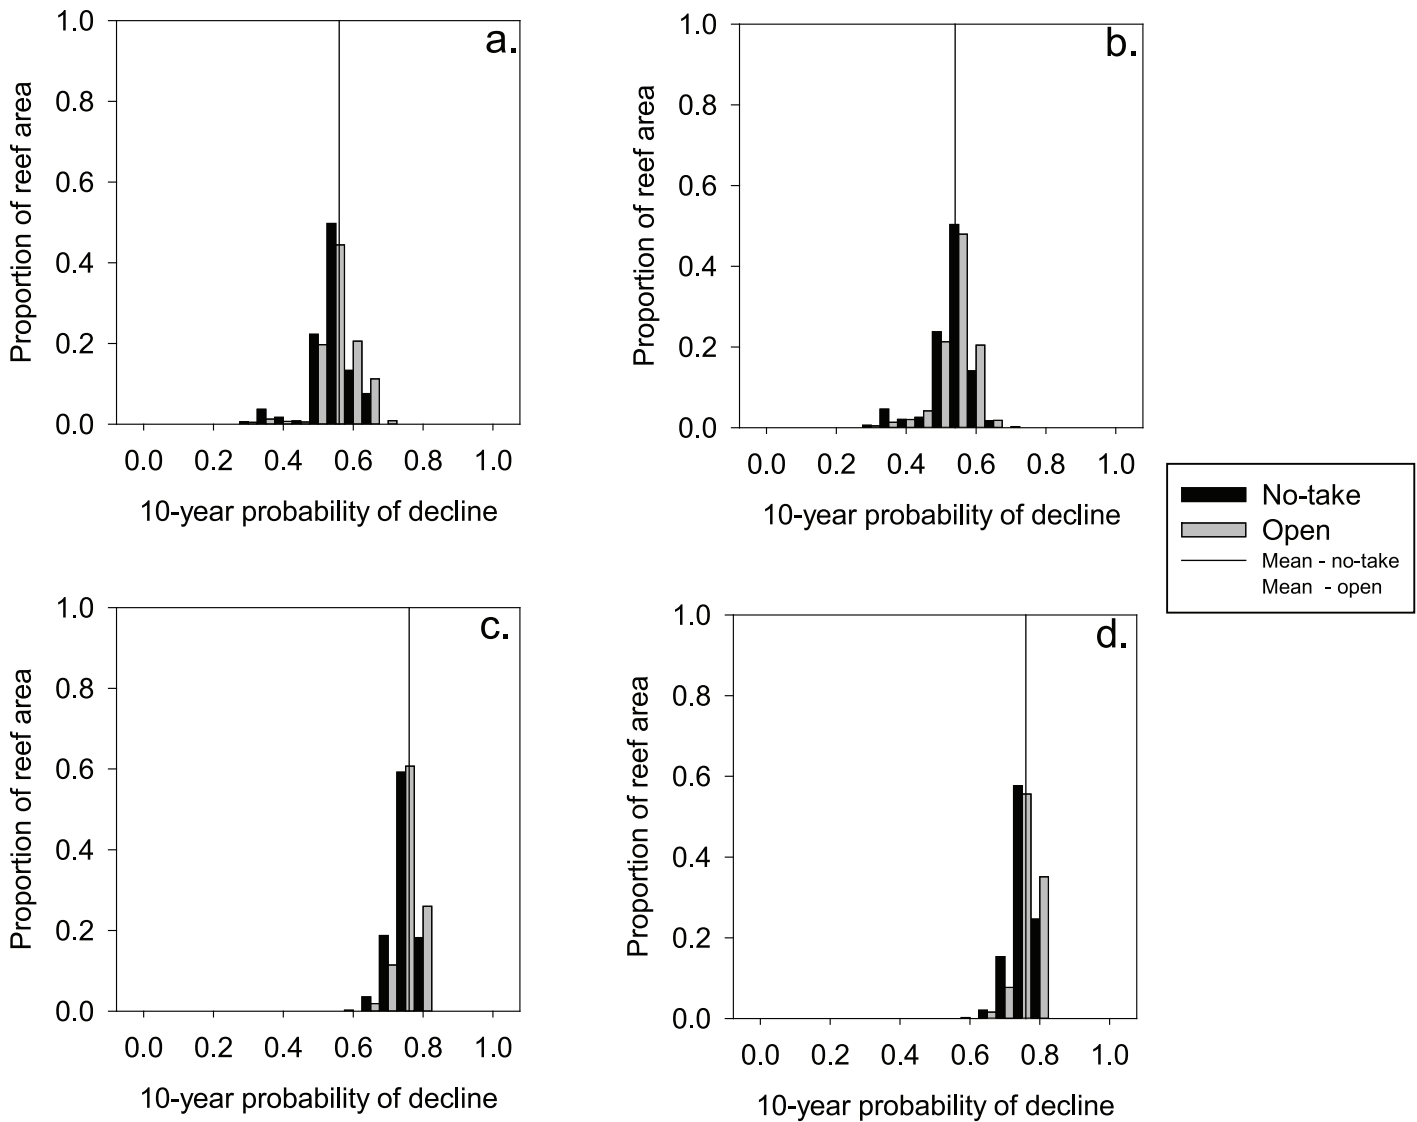 a.
1.0
0.8
0.6
0.4
0.2
0.0
Proportion of reef area
0.0 0.2 0.4 0.6 0.8 1.0
10-year probability of decline
b.
1.0
0.8
0.6
0.4
0.2
0.0
Proportion of reef area
0.0 0.2 0.4 0.6 0.8 1.0
10-year probability of decline
No-take
Open
Mean - no-take
Mean - open
c.
1.0
0.8
0.6
0.4
0.2
0.0
Proportion of reef area
0.0 0.2 0.4 0.6 0.8 1.0
10-year probability of decline
d.
1.0
0.8
0.6
0.4
0.2
0.0
Proportion of reef area
0.0 0.2 0.4 0.6 0.8 1.0
10-year probability of decline